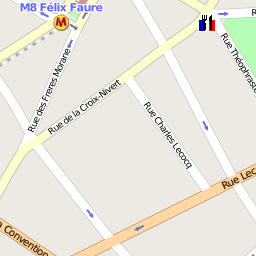 M8 Félix Faure
Rue des Freres Morane
Rue de la Croix-Nivert
Rue Théophraste
Rue Charles Lecocq
Rue Lec
Convention